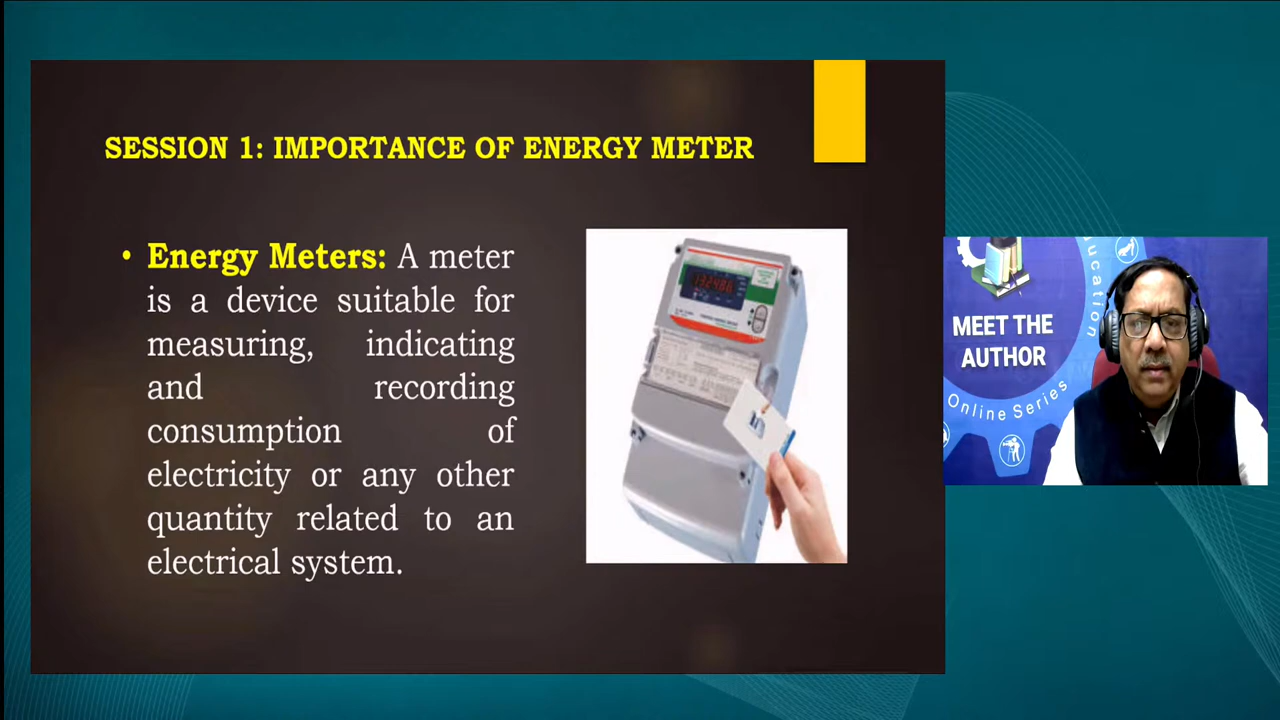 SESSION 1: IMPORTANCE OF ENERGY METER
• Energy Meters: A meter
is a device suitable for
measuring, indicating
and recording
consumption of
electricity or any other
quantity related to an
electrical system.
MEET THE
AUTHOR
Online Series